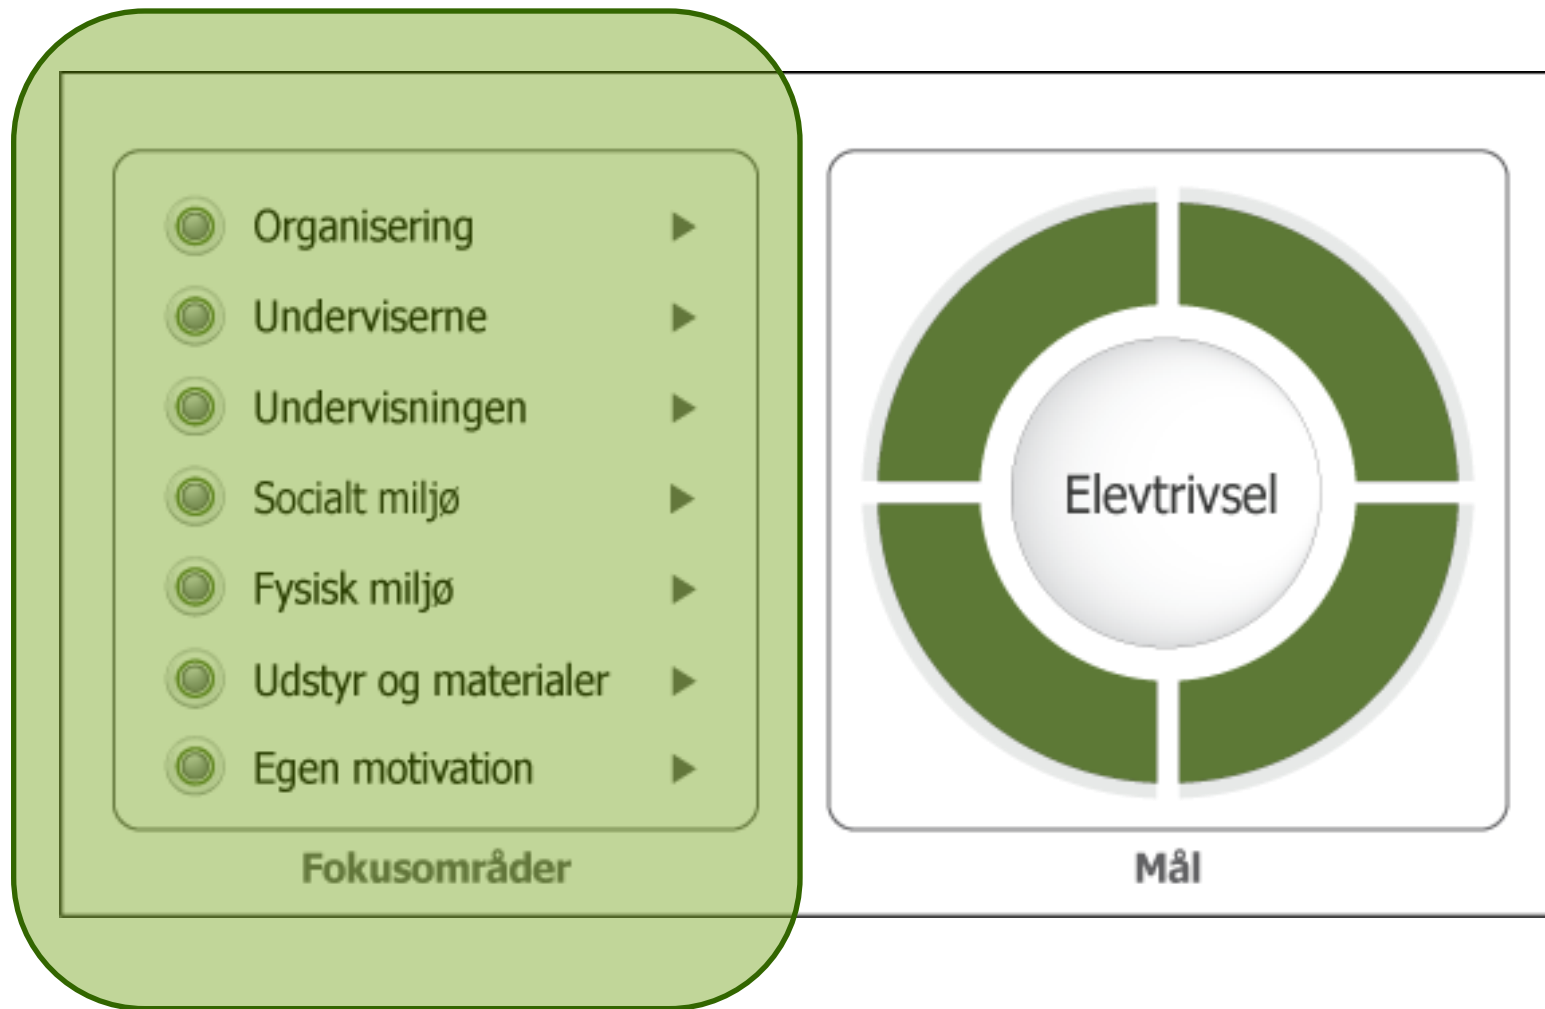 Organisering
Underviserne
Undervisningen
Socialt miljø
Fysisk miljø
Udstyr og materialer
Egen motivation
Fokusområder
Elevtrivsel
Mål